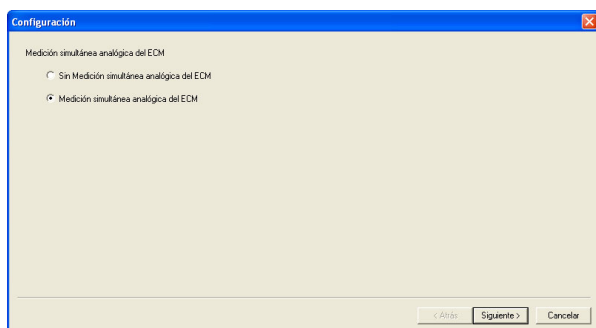 Configuración
Medición simultánea analógica del ECM
Sin Medición simultánea analógica del ECM
Medición simultánea analógica del ECM
< Atrás Siguiente > Cancelar